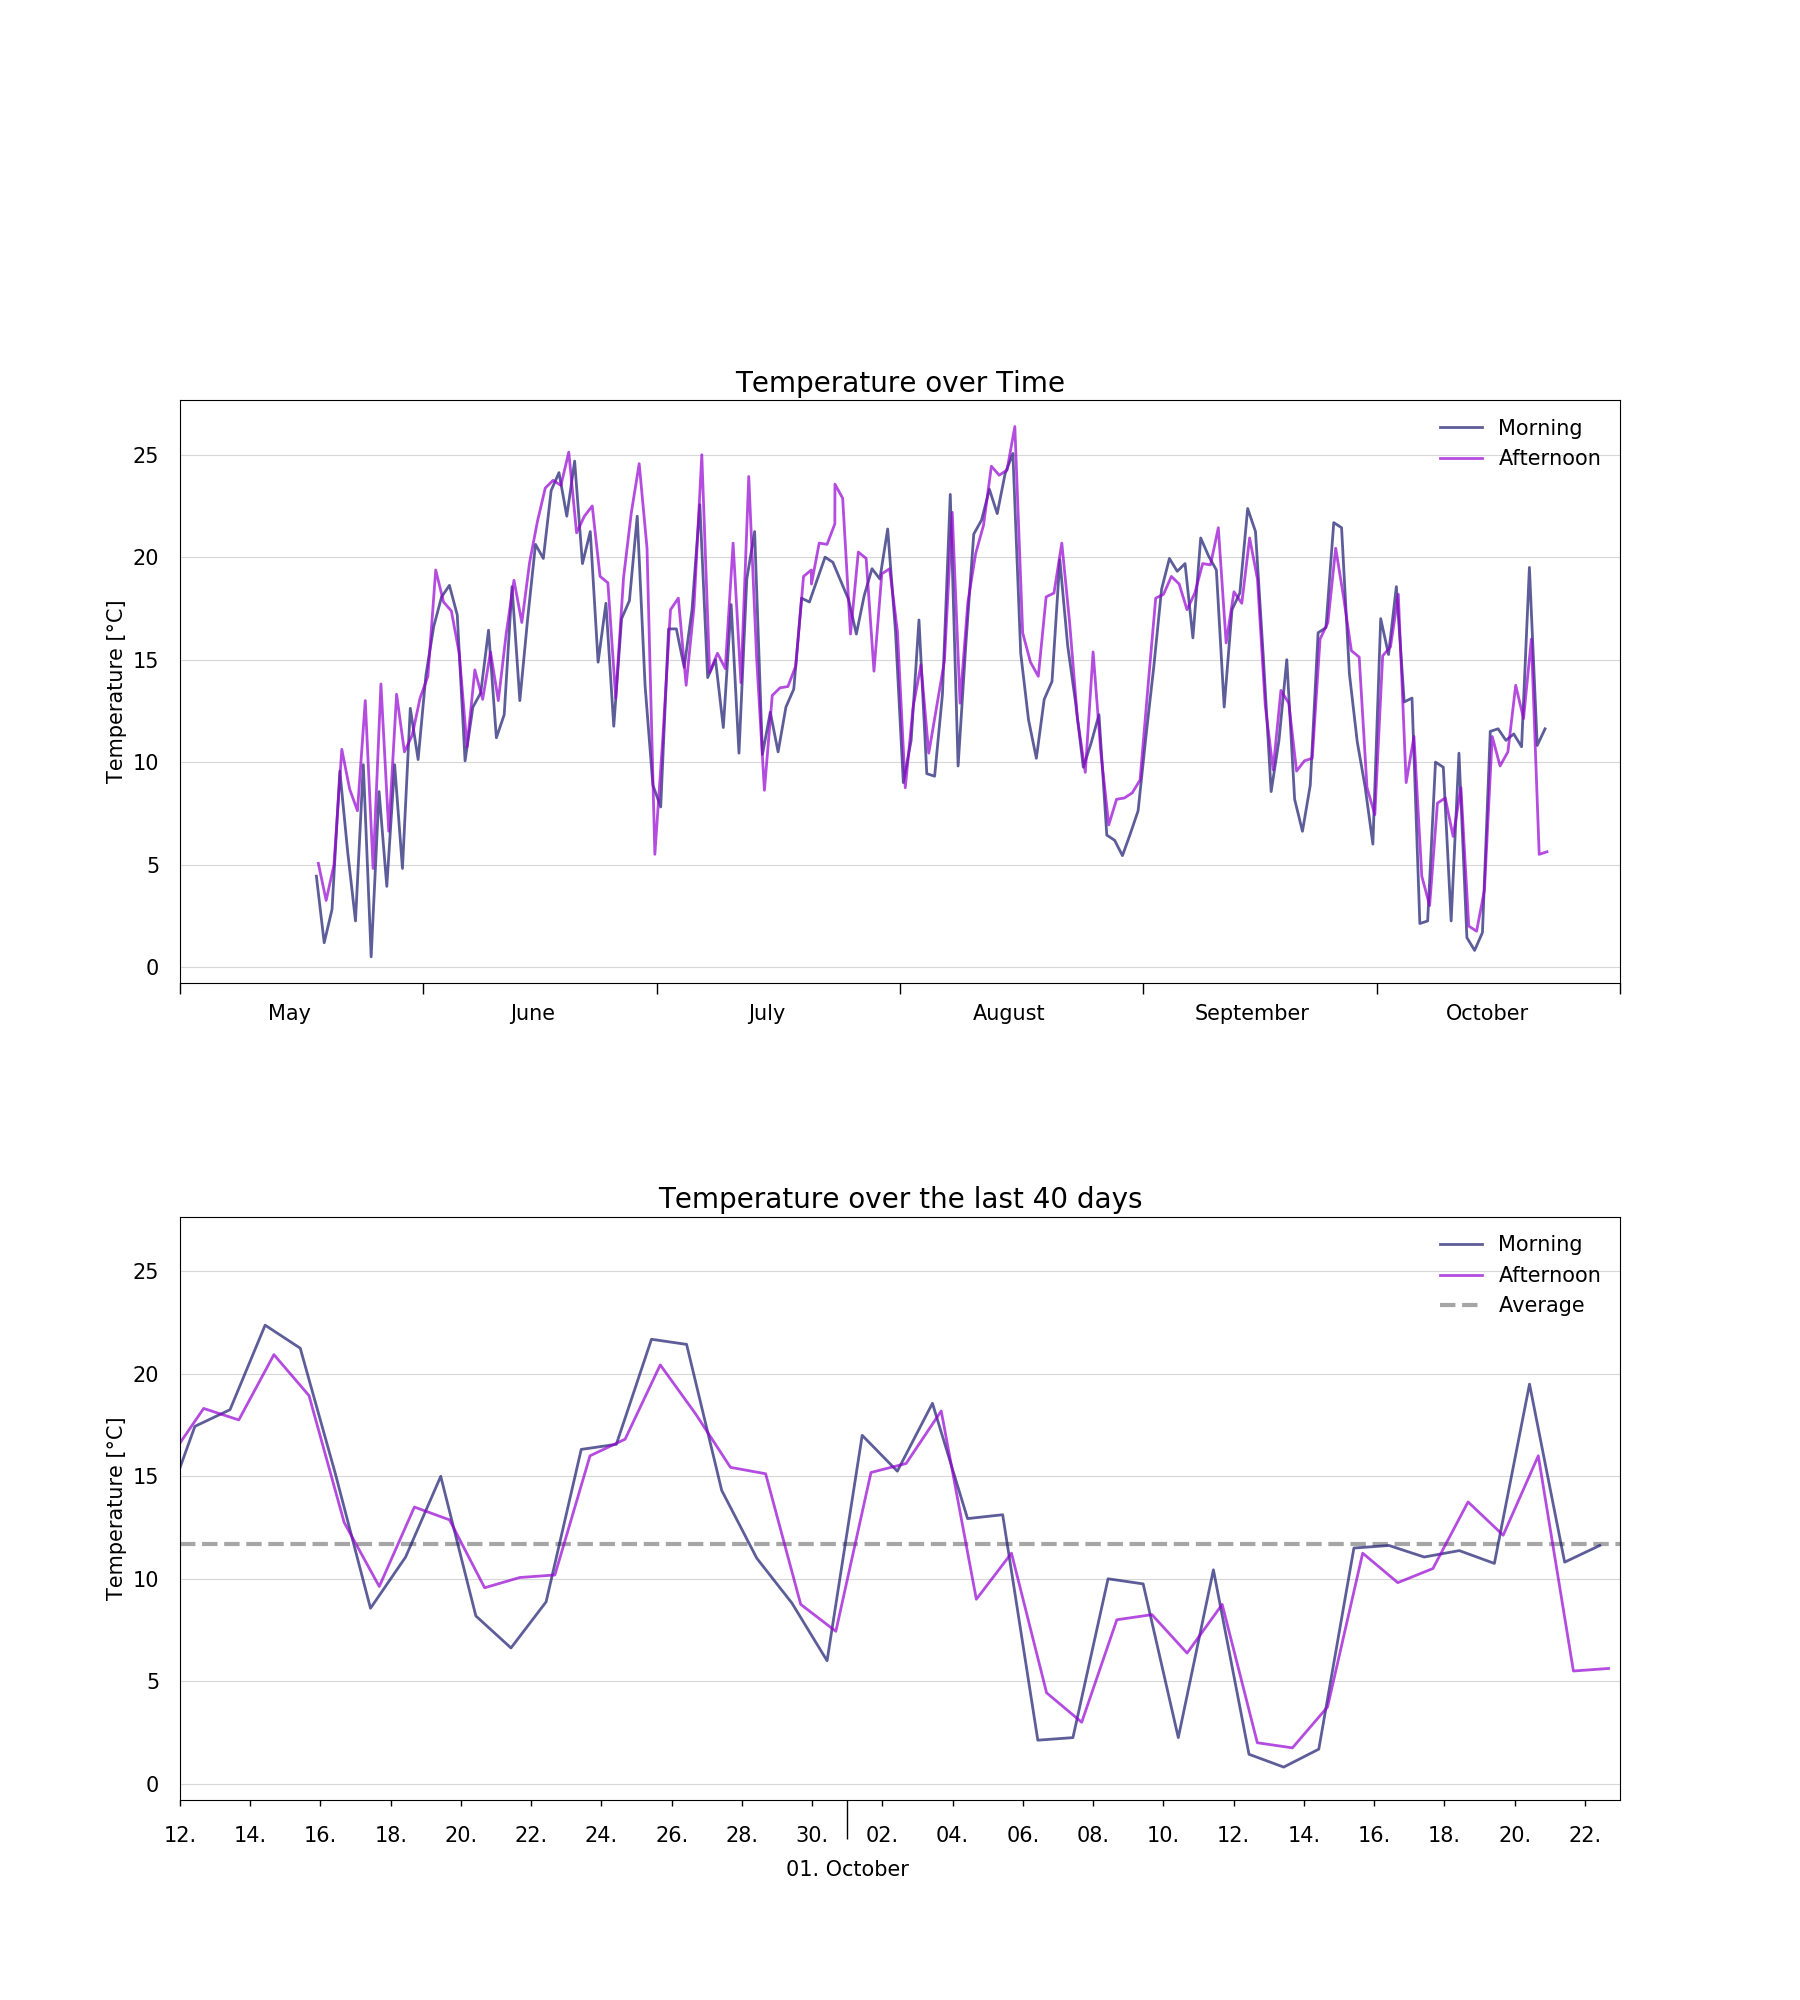 Temperature over Time
Morning
Afternoon
25
20
15
10
5
0
Temperature [°C]
May June July August September October
Temperature over the last 40 days
Morning
Afternoon
Average
25
20
15
10
5
0
Temperature [°C]
12. 14. 16. 18. 20. 22. 24. 26. 28. 30. 02. 04. 06. 08. 10. 12. 14. 16. 18. 20. 22.
01. October